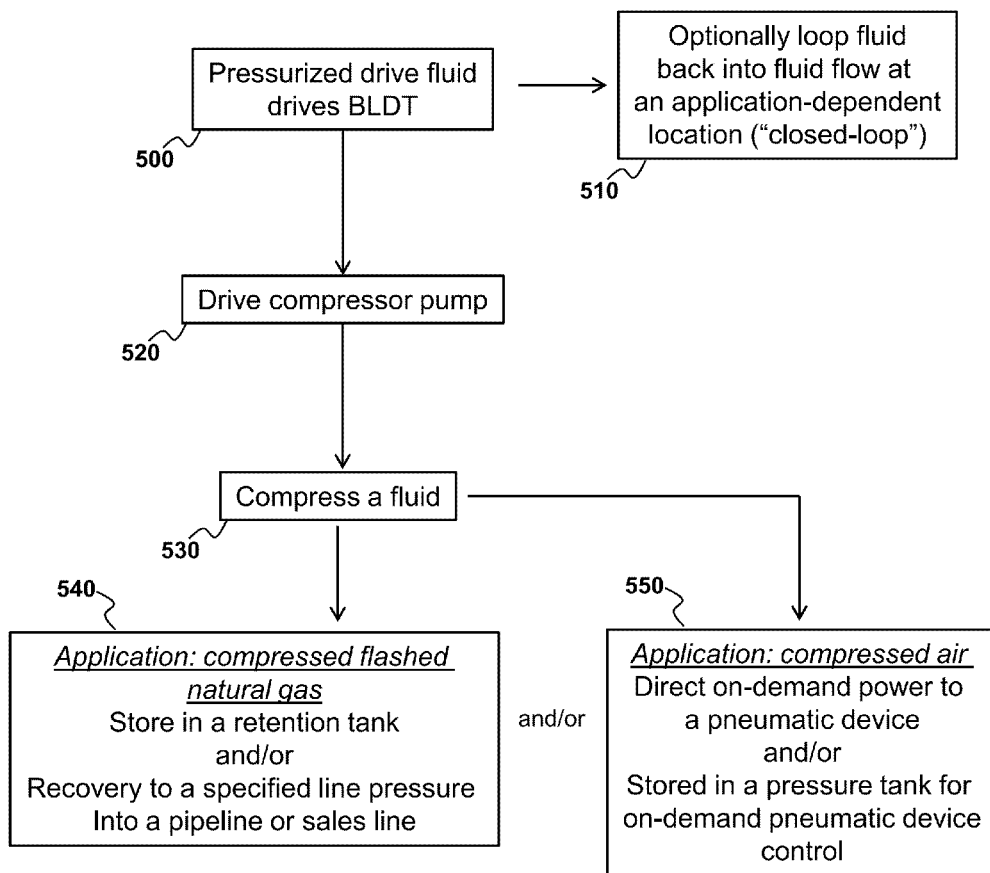 Pressurized drive fluid
drives BLDT
500
Optionally loop fluid
back into fluid flow at
an application-dependent
location (“closed-loop”)
510
Drive compressor pump
520
Compress a fluid
530
540
Application: compressed flashed
natural gas
Store in a retention tank
and/or
Recovery to a specified line pressure
Into a pipeline or sales line
and/or
550
Application: compressed air
Direct on-demand power to
a pneumatic device
and/or
Stored in a pressure tank for
on-demand pneumatic device
control